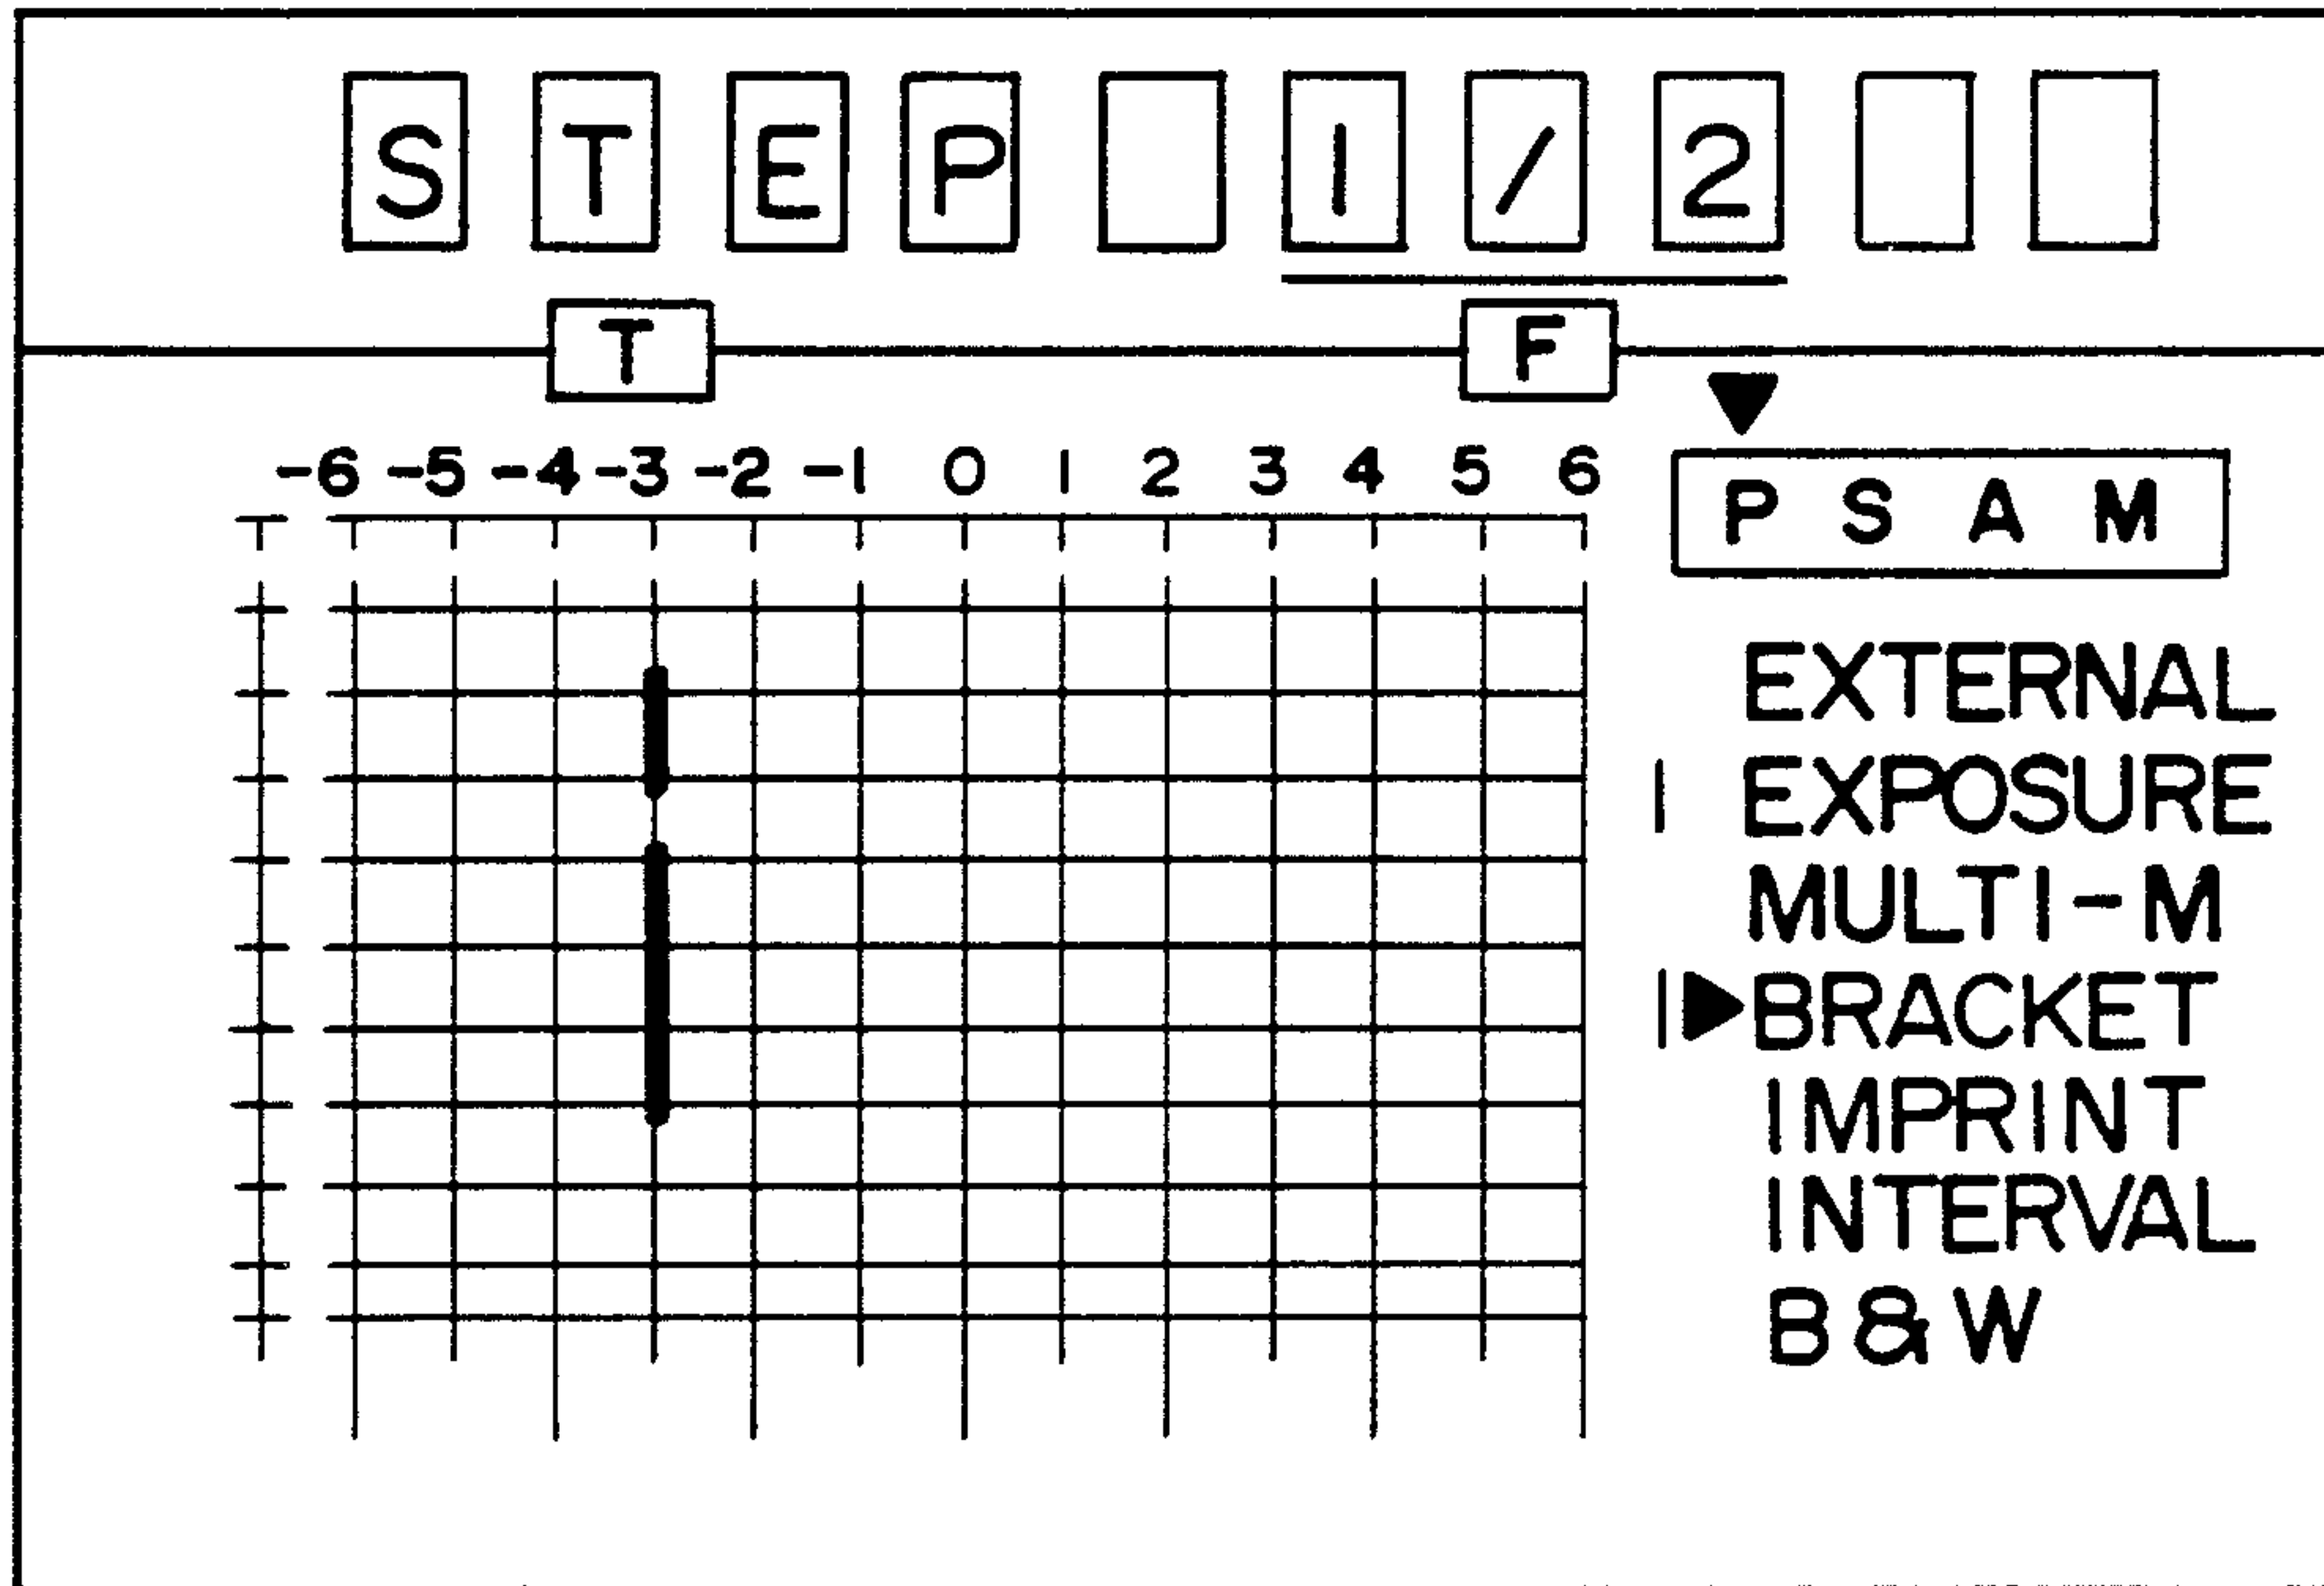 STEP 1/2
T F
-6 -5 -4 -3 -2 -1 0 1 2 3 4 5 6
P S A M
EXTERNAL
EXPOSURE
MULTI-M
BRACKET
IMPRINT
INTERVAL
B&W